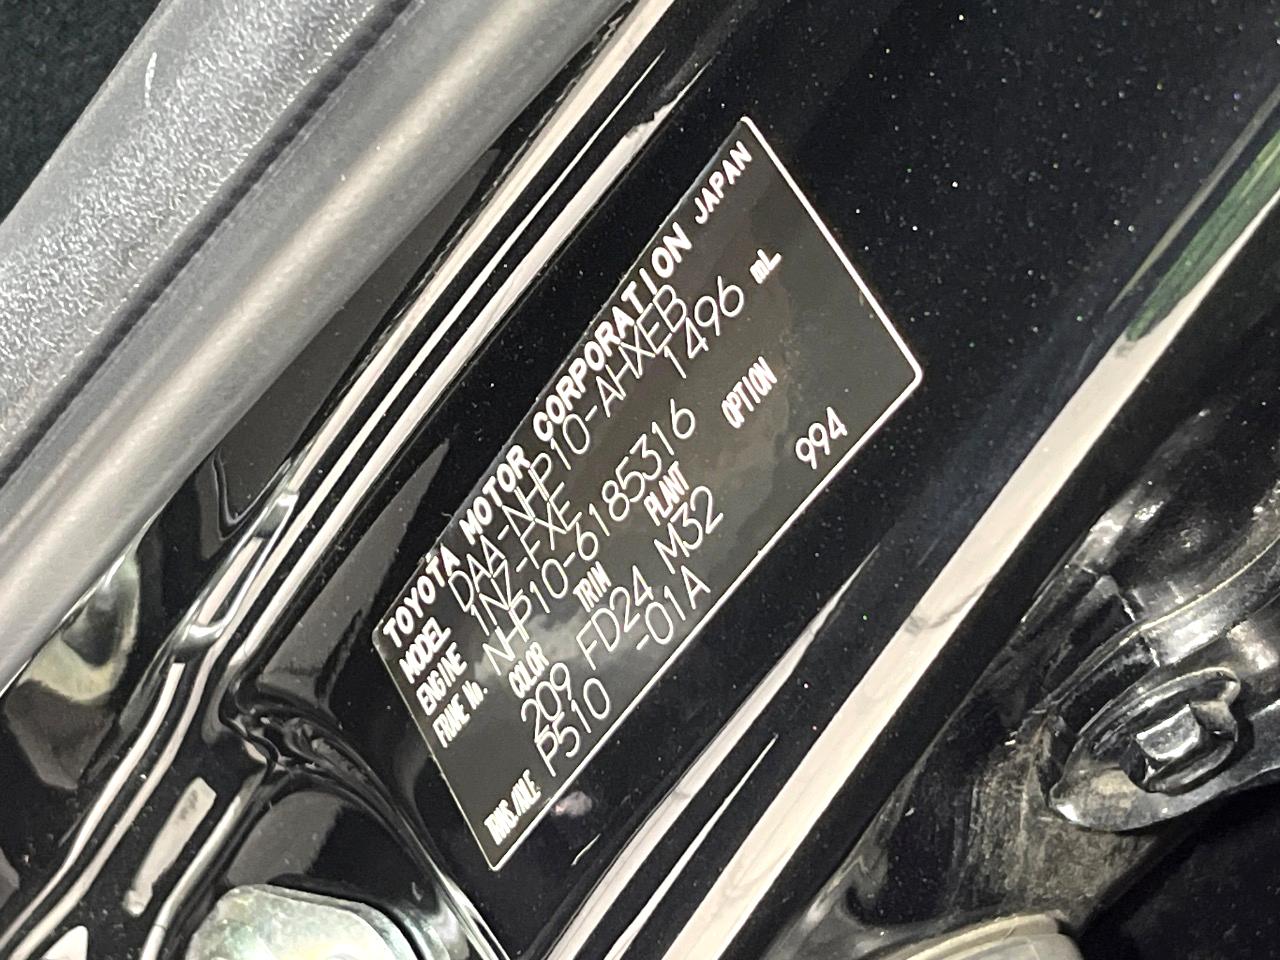 TOYOTA MOTOR CORPORATION JAPAN
MODEL DAA-NHP10-AHXEB
ENGINE 1NZ-FXE 1496 mL
FRAME No. NHP10-6185316
COLOR TRIM PLANT OPTION
209 FD24 M32 994
TRANS./AXLE P510 -01A